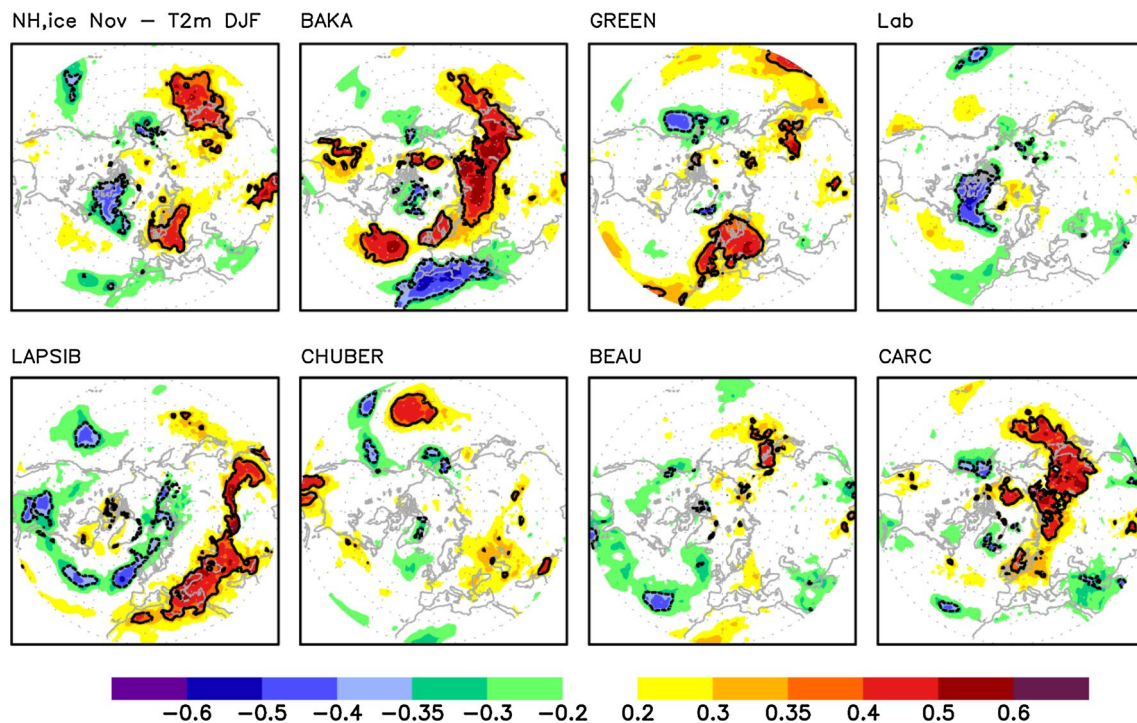 NH,ice Nov – T2m DJF
BAKA
GREEN
Lab
LAPSIB
CHUBER
BEAU
CARC
−0.6 −0.5 −0.4 −0.35 −0.3 −0.2 0.2 0.3 0.35 0.4 0.5 0.6